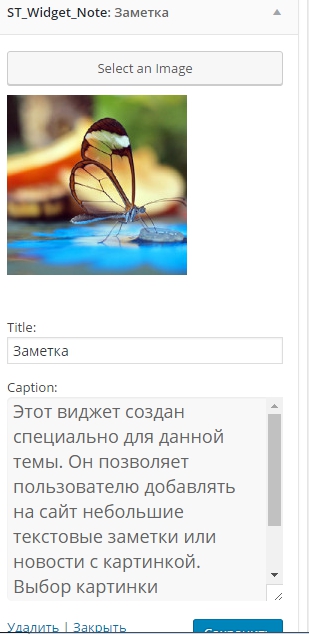 ST_Widget_Note: Заметка
Select an Image
Title:
Заметка
Caption:
Этот виджет создан
специально для данной
темы. Он позволяет
пользователю добавлять
на сайт небольшие
текстовые заметки или
новости с картинкой.
Выбор картинки
Удалить | Закрыть
Сохранить